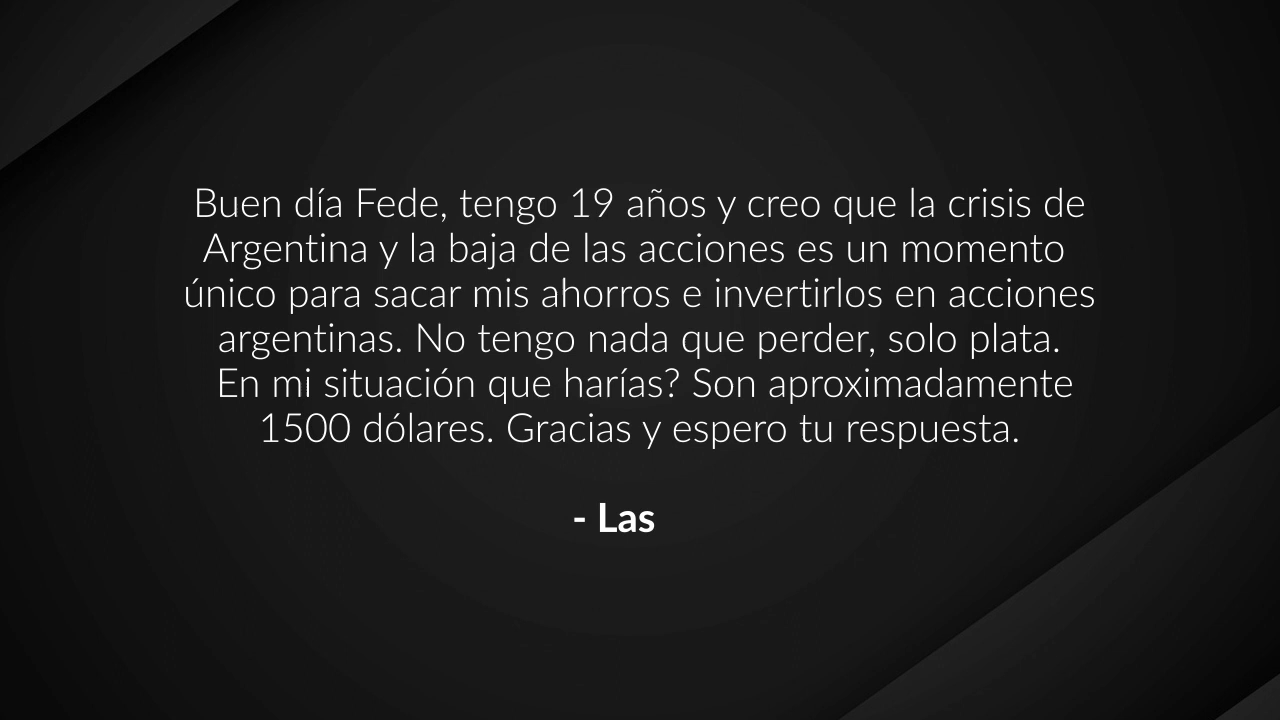 Buen día Fede, tengo 19 años y creo que la crisis de
Argentina y la baja de las acciones es un momento
único para sacar mis ahorros e invertirlos en acciones
argentinas. No tengo nada que perder, solo plata.
En mi situación que harías? Son aproximadamente
1500 dólares. Gracias y espero tu respuesta.
- Las